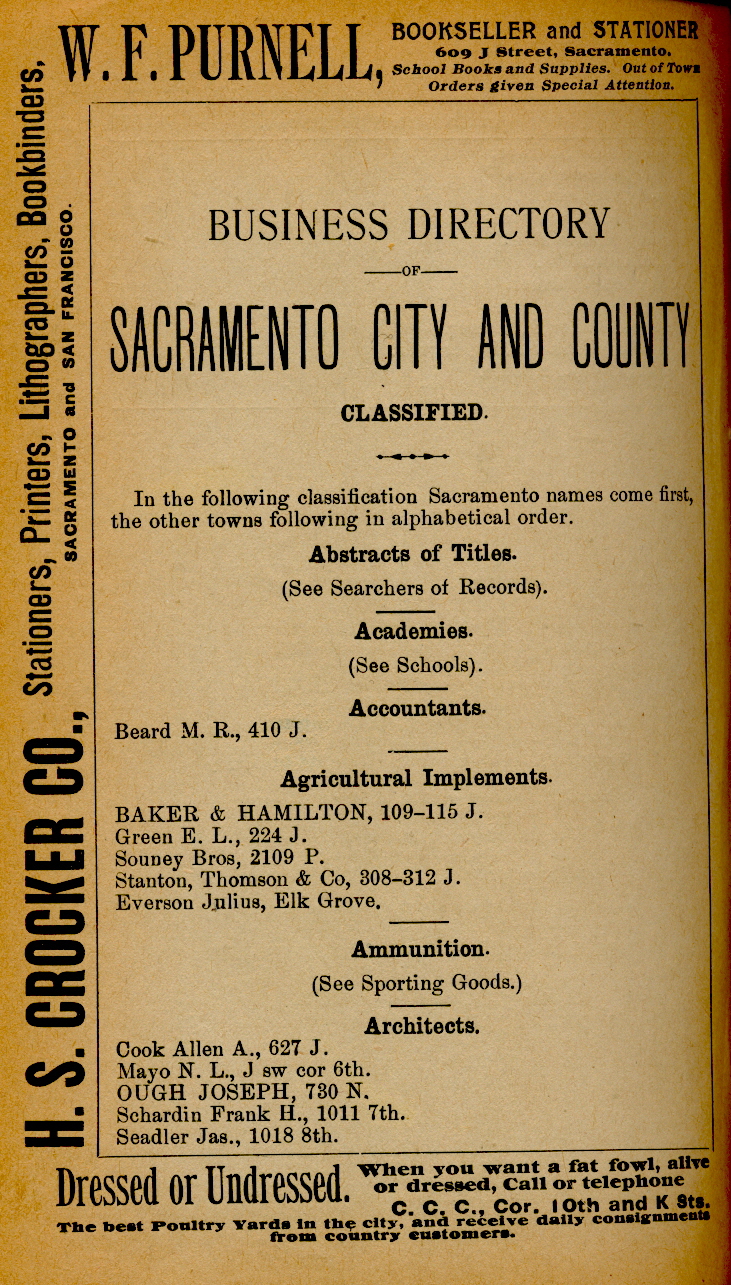 W. F. PURNELL,
BOOKSELLER and STATIONER
609 J Street, Sacramento.
School Books and Supplies. Out of Town
Orders given Special Attention.
H. S. CROCKER CO., Stationers, Printers, Lithographers, Bookbinders,
SACRAMENTO and SAN FRANCISCO.
BUSINESS DIRECTORY
—OF—
SACRAMENTO CITY AND COUNTY
CLASSIFIED.
In the following classification Sacramento names come first,
the other towns following in alphabetical order.
Abstracts of Titles.
(See Searchers of Records).
Academies.
(See Schools).
Accountants.
Beard M. R., 410 J.
Agricultural Implements.
BAKER & HAMILTON, 109–115 J.
Green E. L., 224 J.
Souney Bros, 2109 P.
Stanton, Thomson & Co, 308–312 J.
Everson Julius, Elk Grove.
Ammunition.
(See Sporting Goods.)
Architects.
Cook Allen A., 627 J.
Mayo N. L., J sw cor 6th.
OUGH JOSEPH, 730 N.
Schardin Frank H., 1011 7th.
Seadler Jas., 1018 8th.
Dressed or Undressed.
When you want a fat fowl, alive
or dressed, Call or telephone
C. C. C., Cor. 10th and K Sts.
The best Poultry Yards in the city, and receive daily consignments
from country customers.